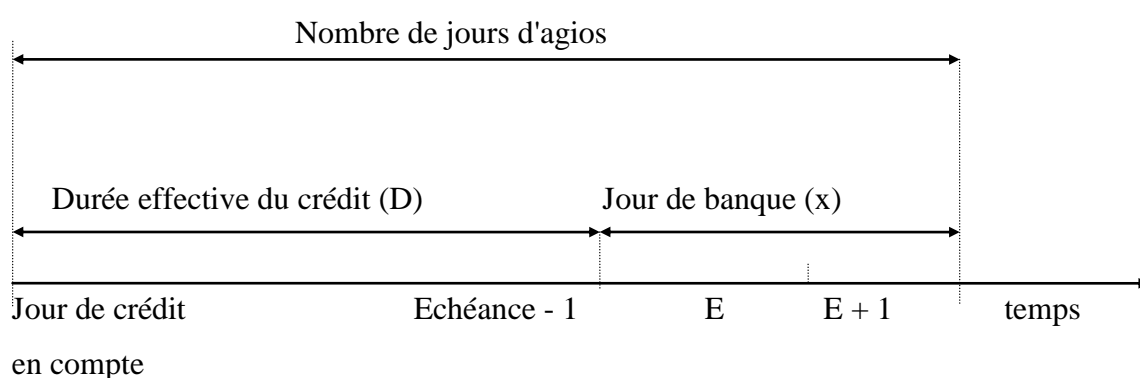 Nombre de jours d'agios
Durée effective du crédit (D) Jour de banque (x)
Jour de crédit Echéance - 1 E E + 1 temps
en compte